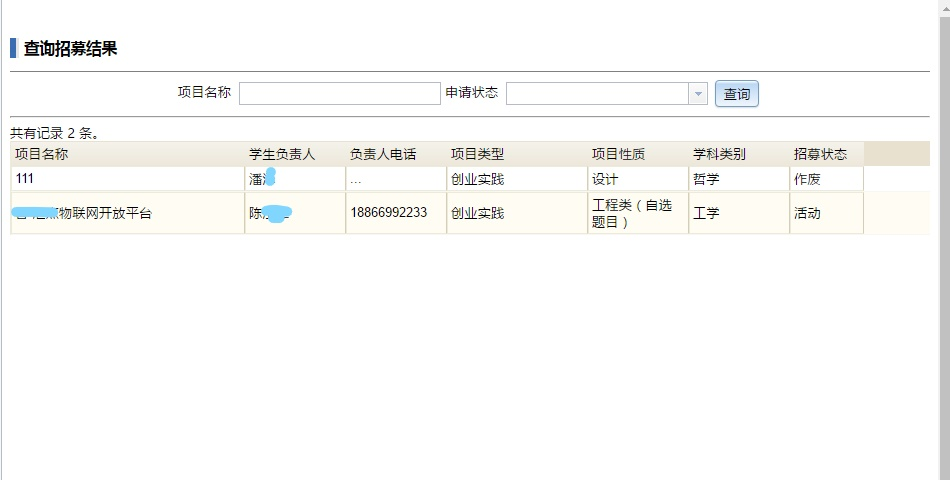 查询招募结果
项目名称 申请状态 查询
共有记录 2 条。
项目名称 学生负责人 负责人电话 项目类型 项目性质 学科类别 招募状态
111 潘 ... 创业实践 设计 哲学 作废
物联网开放平台 陈 18866992233 创业实践 工程类（自选 工学 活动
题目）